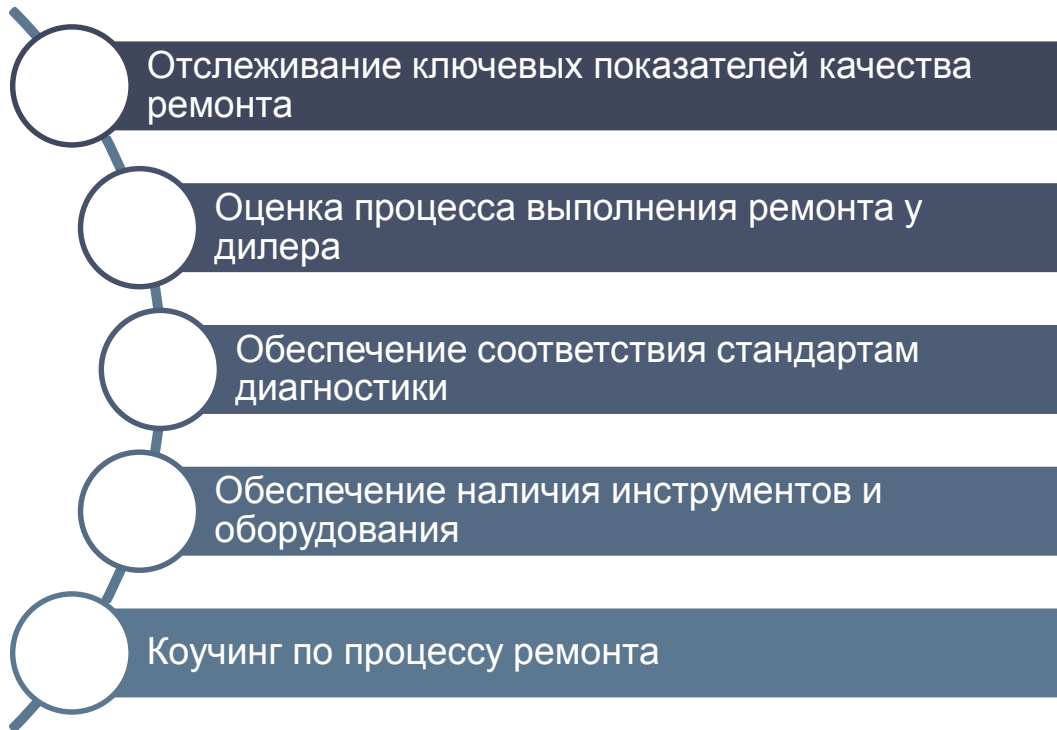 Отслеживание ключевых показателей качества
ремонта
Оценка процесса выполнения ремонта у
дилера
Обеспечение соответствия стандартам
диагностики
Обеспечение наличия инструментов и
оборудования
Коучинг по процессу ремонта